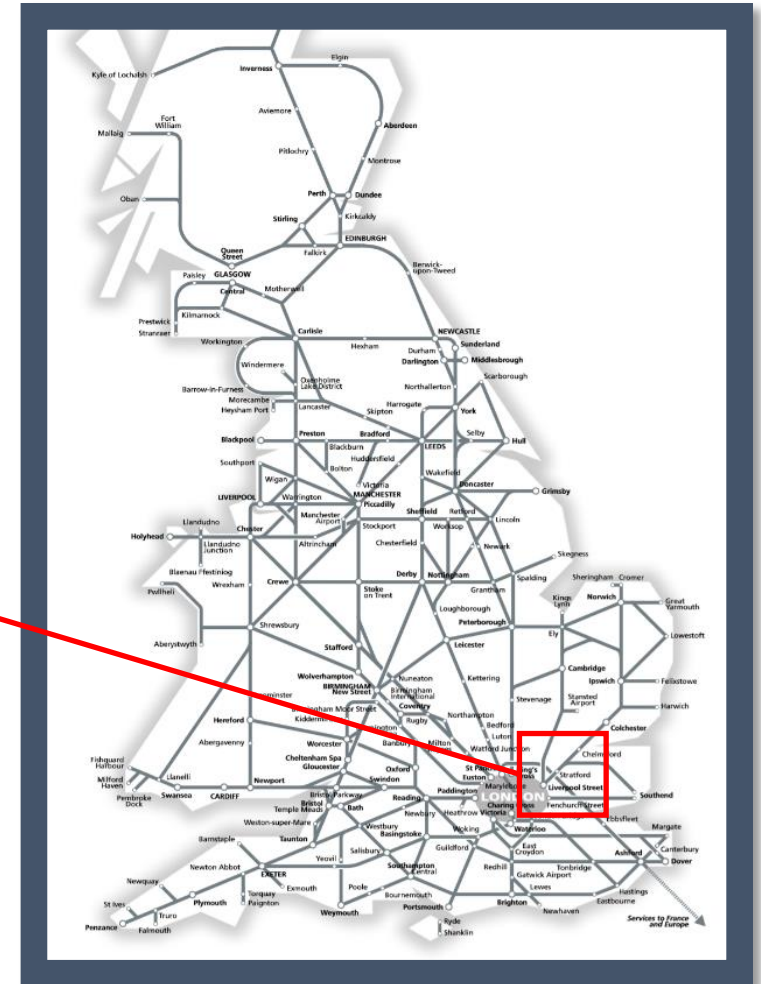 Elgin
Inverness
Kyle of Lochalsh
Aviemore
Fort
William
Aberdeen
Mallaig
Pitlochry
Montrose
Perth
Dundee
Oban
Stirling
Kirkcaldy
EDINBURGH
Queen
Street
Falkirk
Berwick-
upon-Tweed
Paisley
GLASGOW
Central
Motherwell
Prestwick
Kilmarnock
Stranraer
Carlisle
NEWCASTLE
Workington
Hexham
Sunderland
Durham
Darlington
Middlesbrough
Windermere
Scarborough
Oxenholme
Lake District
Barrow-in-Furness
Northallerton
Morecambe
Lancaster
Harrogate
Heysham Port
Skipton
York
Preston
Bradford
Selby
Blackpool
Blackburn
LEEDS
Hull
Huddersfield
Southport
Bolton
Wakefield
Wigan
Victoria
Doncaster
MANCHESTER
Grimsby
LIVERPOOL
Warrington
Piccadilly
Manchester
Airport
Sheffield
Retford
Llandudno
Stockport
Lincoln
Chester
Worksop
Holyhead
Llandudno
Junction
Altrincham
Chesterfield
Newark
Skegness
Blaenau Ffestiniog
Derby
Nottingham
Spalding
Sheringham
Cromer
Pwllheli
Wrexham
Crewe
Stoke
on Trent
Grantham
Kings
Lynn
Norwich
Great
Yarmouth
Loughborough
Shrewsbury
Peterborough
Ely
Lowestoft
Aberystwyth
Stafford
Leicester
Cambridge
Wolverhampton
Nuneaton
Kettering
Ipswich
Felixstowe
BIRMINGHAM
New Street
Birmingham
International
Stansted
Airport
Stevenage
Harwich
Moor Street
Coventry
Northampton
Hereford
Rugby
Bedford
Colchester
Luton
Worcester
Milton
Abergavenny
Watford Junction
Chelmsford
Fishguard
Harbour
Cheltenham Spa
Oxford
Gloucester
Euston
Stratford
Llanelli
Swindon
Marylebone
Milford
Haven
Newport
Paddington
Liverpool Street
Southend
Pembroke
Dock
Swansea
CARDIFF
Bristol Parkway
Reading
LONDON
Bristol
Temple Meads
Bath
Charing Cross
Fenchurch Street
Newbury
Heathrow
Victoria
Ebbsfleet
Weston-super-Mare
Waterloo
Margate
Westbury
Woking
Barnstaple
Basingstoke
East
Croydon
Canterbury
Taunton
Salisbury
Guildford
Ashford
Yeovil
Redhill
Tonbridge
Dover
Newton Abbot
Southampton
Central
Gatwick Airport
EXETER
Newquay
Exmouth
Poole
Lewes
Hastings
Torquay
Bournemouth
Eastbourne
St Ives
Plymouth
Paignton
Portsmouth
Brighton
Newhaven
Truro
Weymouth
Penzance
Falmouth
Ryde
Shanklin
Services to France
and Europe